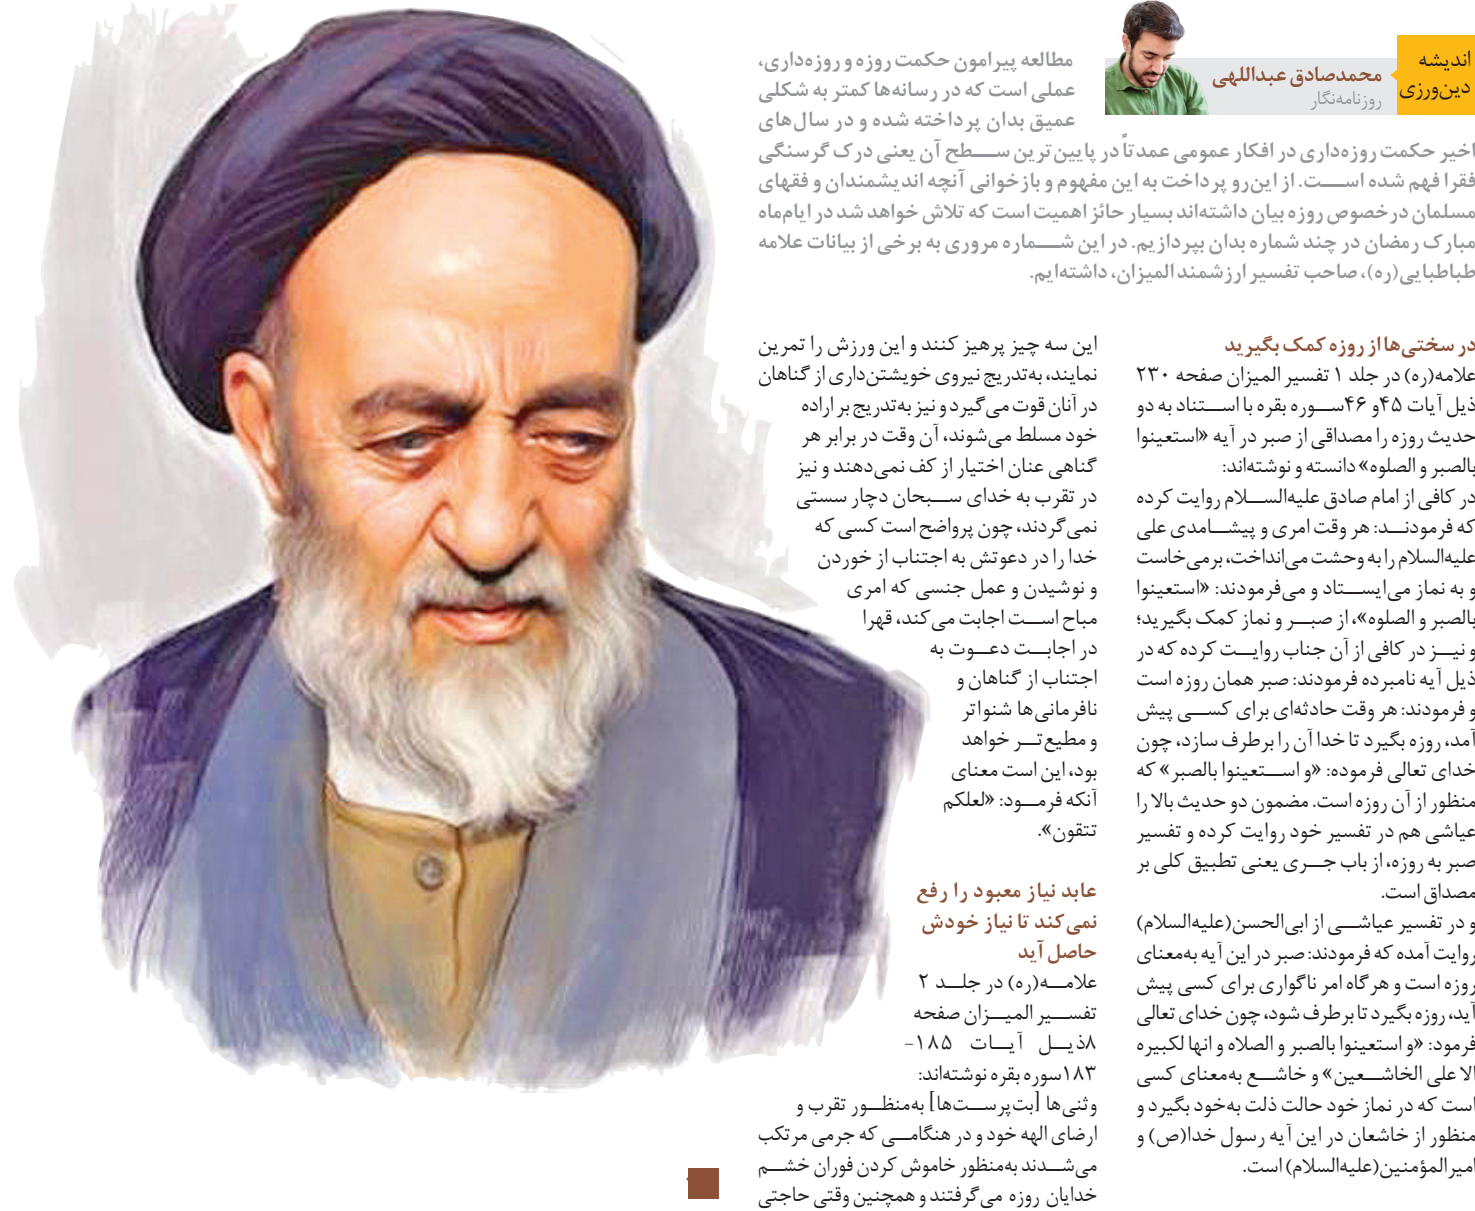 اندیشه
دین‌ورزی
محمدصادق عبداللهی
روزنامه‌نگار
مطالعه پیرامون حکمت روزه و روزه‌داری،
عملی است که در رسانه‌ها کمتر به شکلی
عمیق بدان پرداخته شده و در سال‌های
اخیر حکمت روزه‌داری در افکار عمومی عمدتاً در پایین‌ترین سطح آن یعنی درک گرسنگی
فقرا فهم شده است. از این‌رو پرداخت به این مفهوم و بازخوانی آنچه اندیشمندان و فقهای
مسلمان درخصوص روزه بیان داشته‌اند بسیار حائز اهمیت است که تلاش خواهد شد در ایام‌ماه
مبارک رمضان در چند شماره بدان بپردازیم. در این شماره مروری به برخی از بیانات علامه
طباطبایی(ره)، صاحب تفسیر ارزشمند المیزان، داشته‌ایم.
در سختی‌ها از روزه کمک بگیرید
علامه(ره) در جلد ۱ تفسیر المیزان صفحه ۲۳۰
ذیل آیات ۴۵و ۴۶سوره بقره با استناد به دو
حدیث روزه را مصداقی از صبر در آیه «استعینوا
بالصبر و الصلوه» دانسته و نوشته‌اند:
در کافی از امام صادق علیه‌السلام روایت کرده
که فرمودند: هر وقت امری و پیشامدی علی
علیه‌السلام را به وحشت می‌انداخت، برمی‌خاست
و به نماز می‌ایستاد و می‌فرمودند: «استعینوا
بالصبر و الصلوه»، از صبر و نماز کمک بگیرید؛
و نیز در کافی از آن جناب روایت کرده که در
ذیل آیه نامبرده فرمودند: صبر همان روزه است
و فرمودند: هر وقت حادثه‌ای برای کسی پیش
آمد، روزه بگیرد تا خدا آن را برطرف سازد، چون
خدای تعالی فرموده: «و استعینوا بالصبر» که
منظور از آن روزه است. مضمون دو حدیث بالا را
عیاشی هم در تفسیر خود روایت کرده و تفسیر
صبر به روزه، از باب جری یعنی تطبیق کلی بر
مصداق است.
و در تفسیر عیاشی از ابی‌الحسن(علیه‌السلام)
روایت آمده که فرمودند: صبر در این آیه به‌معنای
روزه است و هرگاه امر ناگواری برای کسی پیش
آید، روزه بگیرد تا برطرف شود، چون خدای تعالی
فرمود: «و استعینوا بالصبر و الصلاه و انها لکبیره
الا علی الخاشعین» و خاشع به‌معنای کسی
است که در نماز خود حالت ذلت به‌خود بگیرد و
منظور از خاشعان در این آیه رسول خدا(ص) و
امیرالمؤمنین(علیه‌السلام) است.
این سه چیز پرهیز کنند و این ورزش را تمرین
نمایند، به‌تدریج نیروی خویشتن‌داری از گناهان
در آنان قوت می‌گیرد و نیز به‌تدریج بر اراده
خود مسلط می‌شوند، آن وقت در برابر هر
گناهی عنان اختیار از کف نمی‌دهند و نیز
در تقرب به خدای سبحان دچار سستی
نمی‌گردند، چون پرواضح است کسی که
خدا را در دعوتش به اجتناب از خوردن
و نوشیدن و عمل جنسی که امری
مباح است اجابت می‌کند، قهرا
در اجابت دعوت به
اجتناب از گناهان و
نافرمانی‌ها شنواتر
و مطیع‌تر خواهد
بود، این است معنای
آنکه فرمود: «لعلکم
تتقون».
عابد نیاز معبود را رفع
نمی‌کند تا نیاز خودش
حاصل آید
علامه(ره) در جلد ۲
تفسیر المیزان صفحه
۸ذیل آیات ۱۸۵-
۱۸۳سوره بقره نوشته‌اند:
وثنی‌ها [بت‌پرست‌ها] به‌منظور تقرب و
ارضای الهه خود و در هنگامی که جرمی مرتکب
می‌شدند به‌منظور خاموش کردن فوران خشم
خدایان روزه می‌گرفتند و همچنین وقتی حاجتی